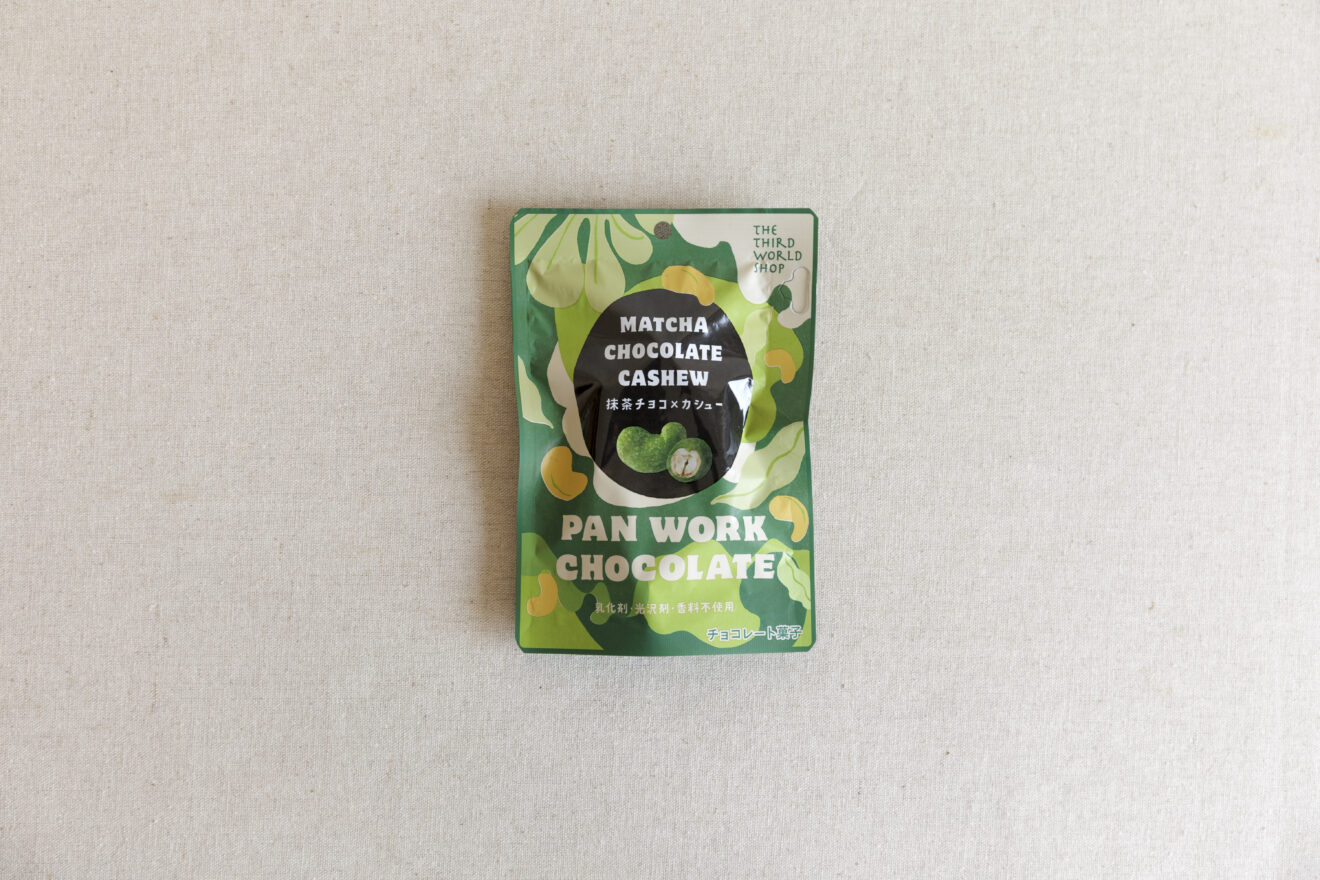 THE
THIRD
WORLD
SHOP
MATCHA
CHOCOLATE
CASHEW
抹茶チョコ×カシュー
PAN WORK
CHOCOLATE
乳化剤・光沢剤・香料不使用
チョコレート菓子